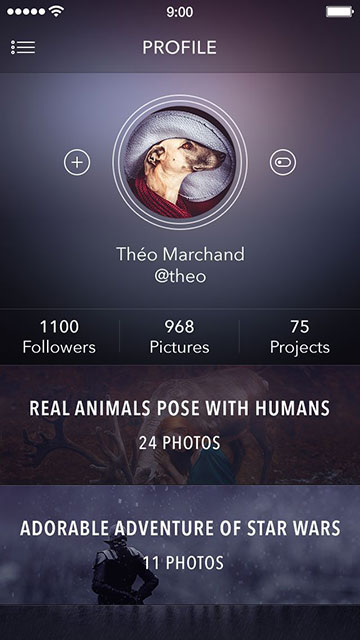 9:00
PROFILE
Théo Marchand
@theo
1100 968 75
Followers Pictures Projects
REAL ANIMALS POSE WITH HUMANS
24 PHOTOS
ADORABLE ADVENTURE OF STAR WARS
11 PHOTOS